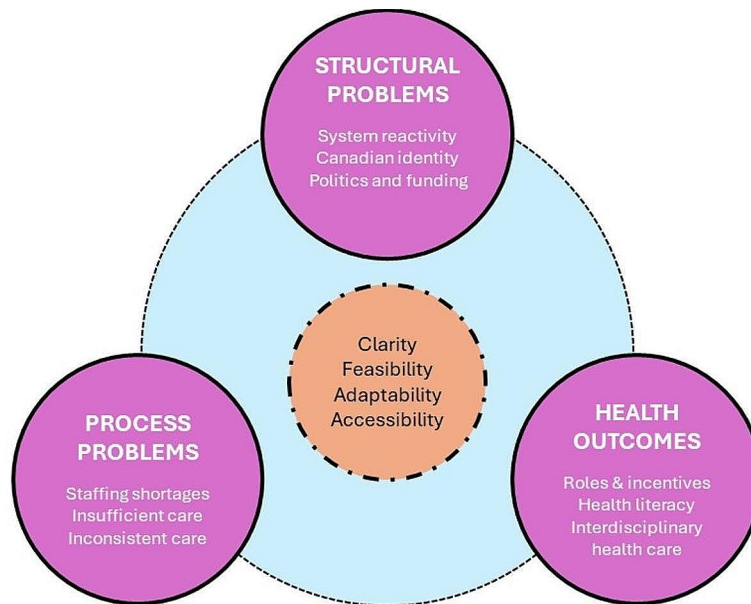 STRUCTURAL
PROBLEMS
System reactivity
Canadian identity
Politics and funding
Clarity
Feasibility
Adaptability
Accessibility
PROCESS
PROBLEMS
Staffing shortages
Insufficient care
Inconsistent care
HEALTH
OUTCOMES
Roles & incentives
Health literacy
Interdisciplinary
health care